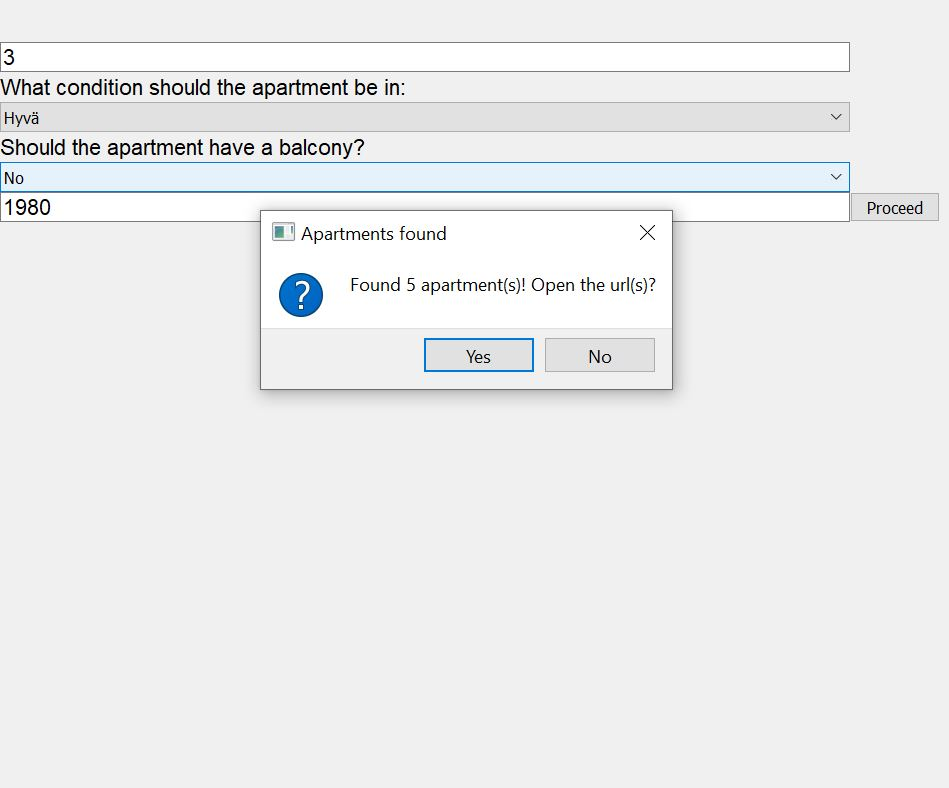 3
What condition should the apartment be in:
Hyvä
Should the apartment have a balcony?
No
1980
Proceed
Apartments found
Found 5 apartment(s)! Open the url(s)?
Yes
No